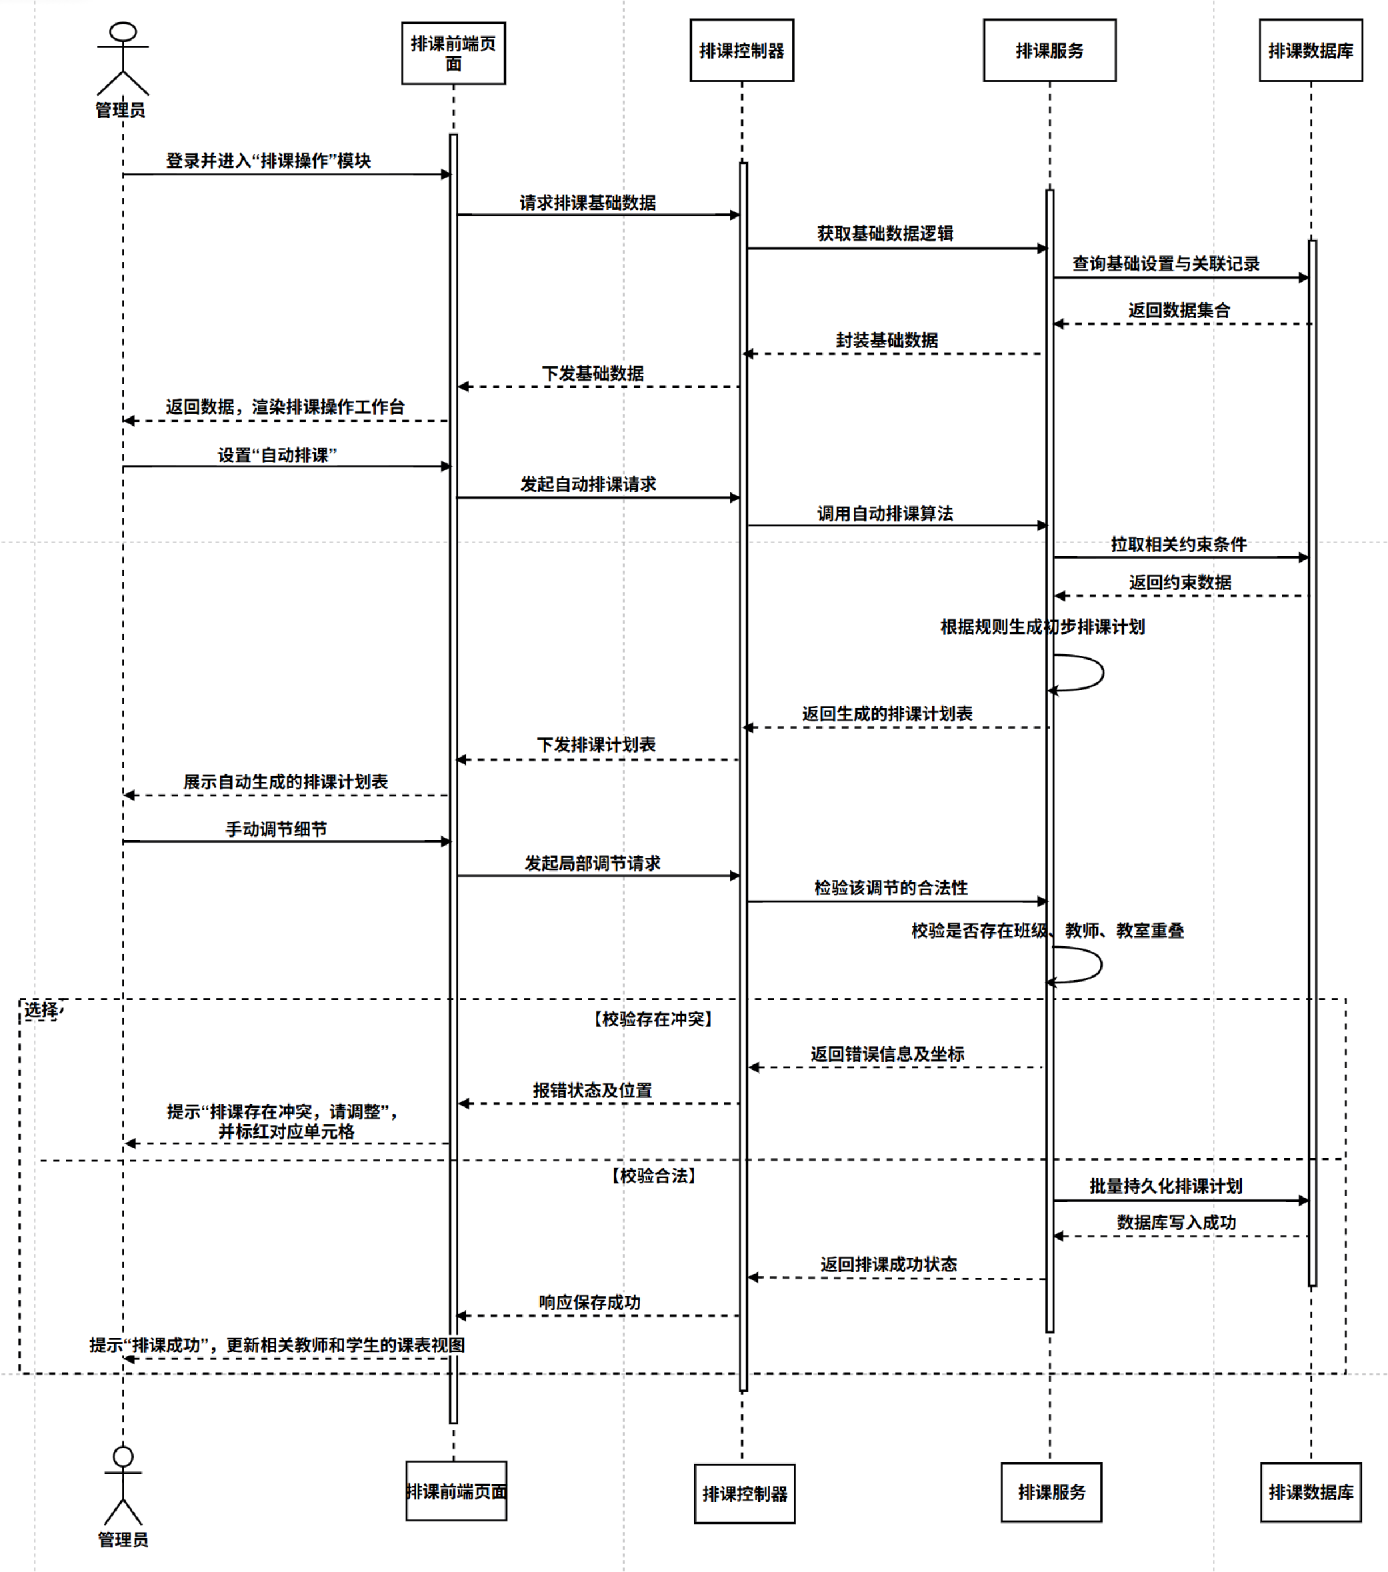 排课前端页
面
排课控制器
排课服务
排课数据库
管理员
登录并进入“排课操作”模块
请求排课基础数据
获取基础数据逻辑
查询基础设置与关联记录
返回数据集合
封装基础数据
下发基础数据
返回数据，渲染排课操作工作台
设置“自动排课”
发起自动排课请求
调用自动排课算法
拉取相关约束条件
返回约束数据
根据规则生成初步排课计划
返回生成的排课计划表
下发排课计划表
展示自动生成的排课计划表
手动调节细节
发起局部调节请求
检验该调节的合法性
校验是否存在班级、教师、教室重叠
选择
【校验存在冲突】
返回错误信息及坐标
报错状态及位置
提示“排课存在冲突，请调整”，
并标红对应单元格
【校验合法】
批量持久化排课计划
数据库写入成功
返回排课成功状态
响应保存成功
提示“排课成功”，更新相关教师和学生的课表视图
排课前端页面
排课控制器
排课服务
排课数据库
管理员